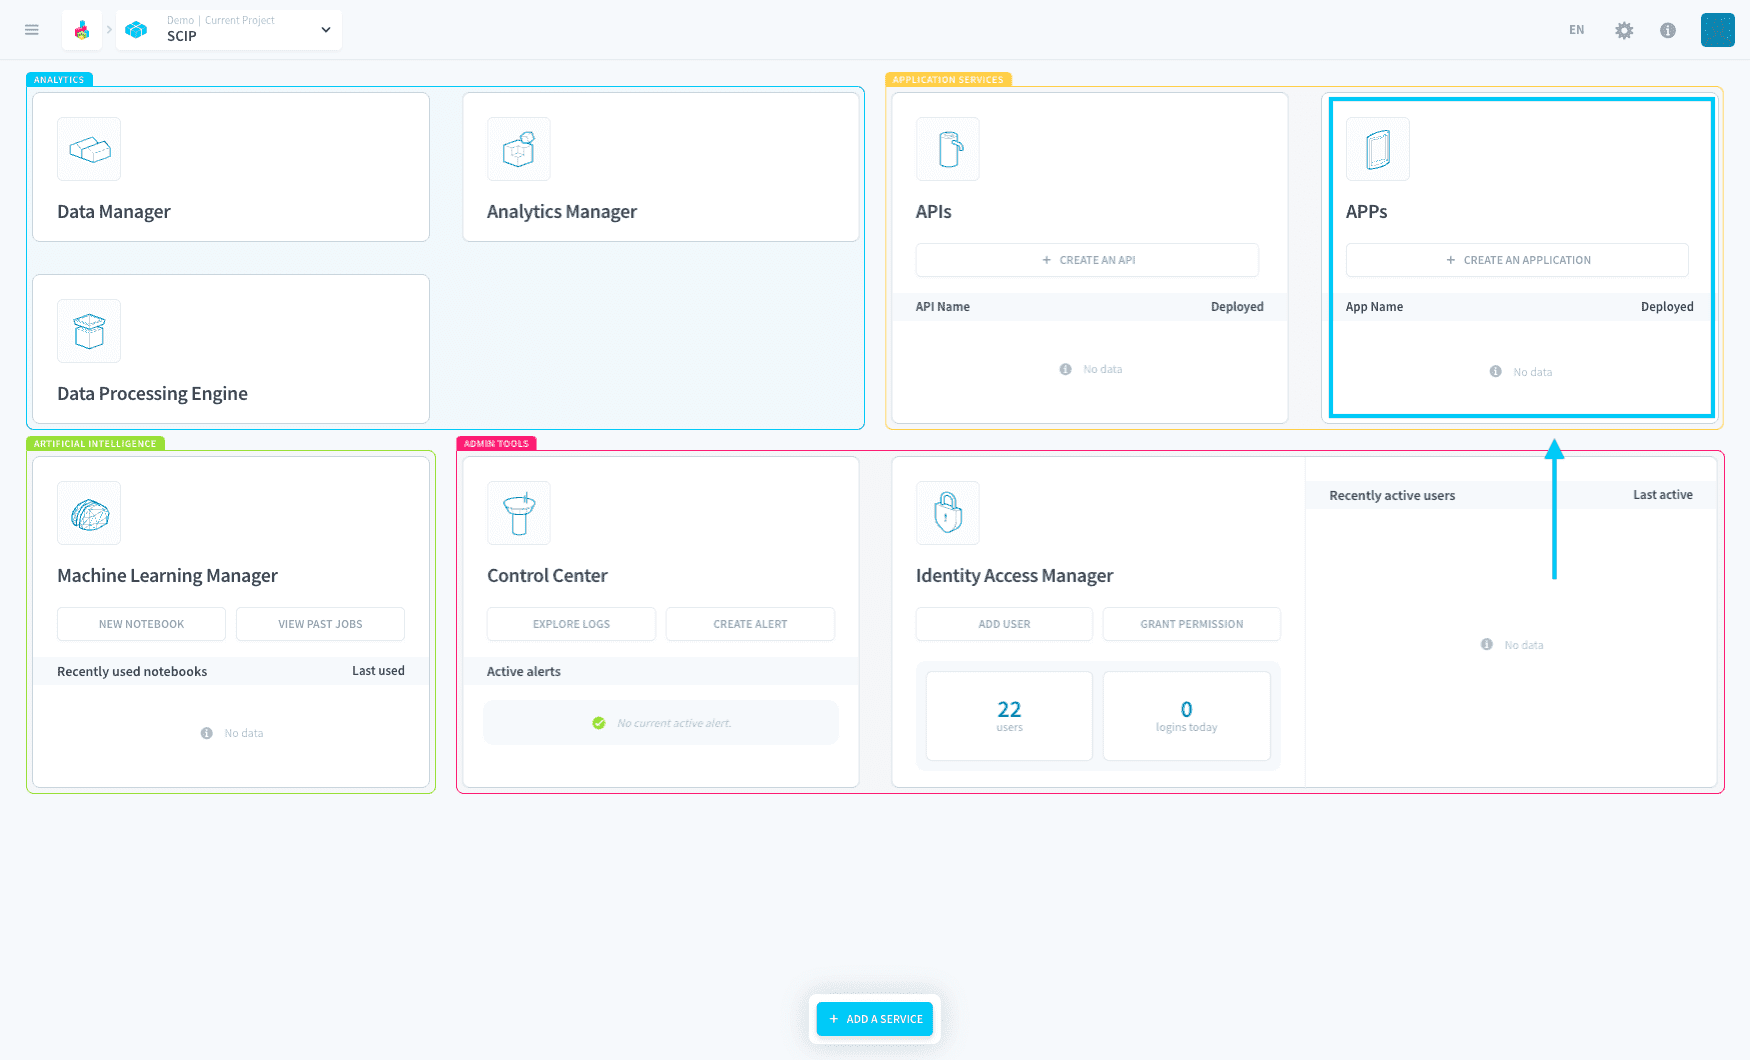 Demo | Current Project
SCIP
EN
ANALYTICS
Data Manager
Analytics Manager
Data Processing Engine
APPLICATION SERVICES
APIs
+ CREATE AN API
API Name Deployed
No data
APPs
+ CREATE AN APPLICATION
App Name Deployed
No data
ARTIFICIAL INTELLIGENCE
Machine Learning Manager
NEW NOTEBOOK VIEW PAST JOBS
Recently used notebooks Last used
No data
ADMIN TOOLS
Control Center
EXPLORE LOGS CREATE ALERT
Active alerts
No current active alert.
Identity Access Manager
ADD USER GRANT PERMISSION
22 0
users logins today
Recently active users Last active
No data
+ ADD A SERVICE